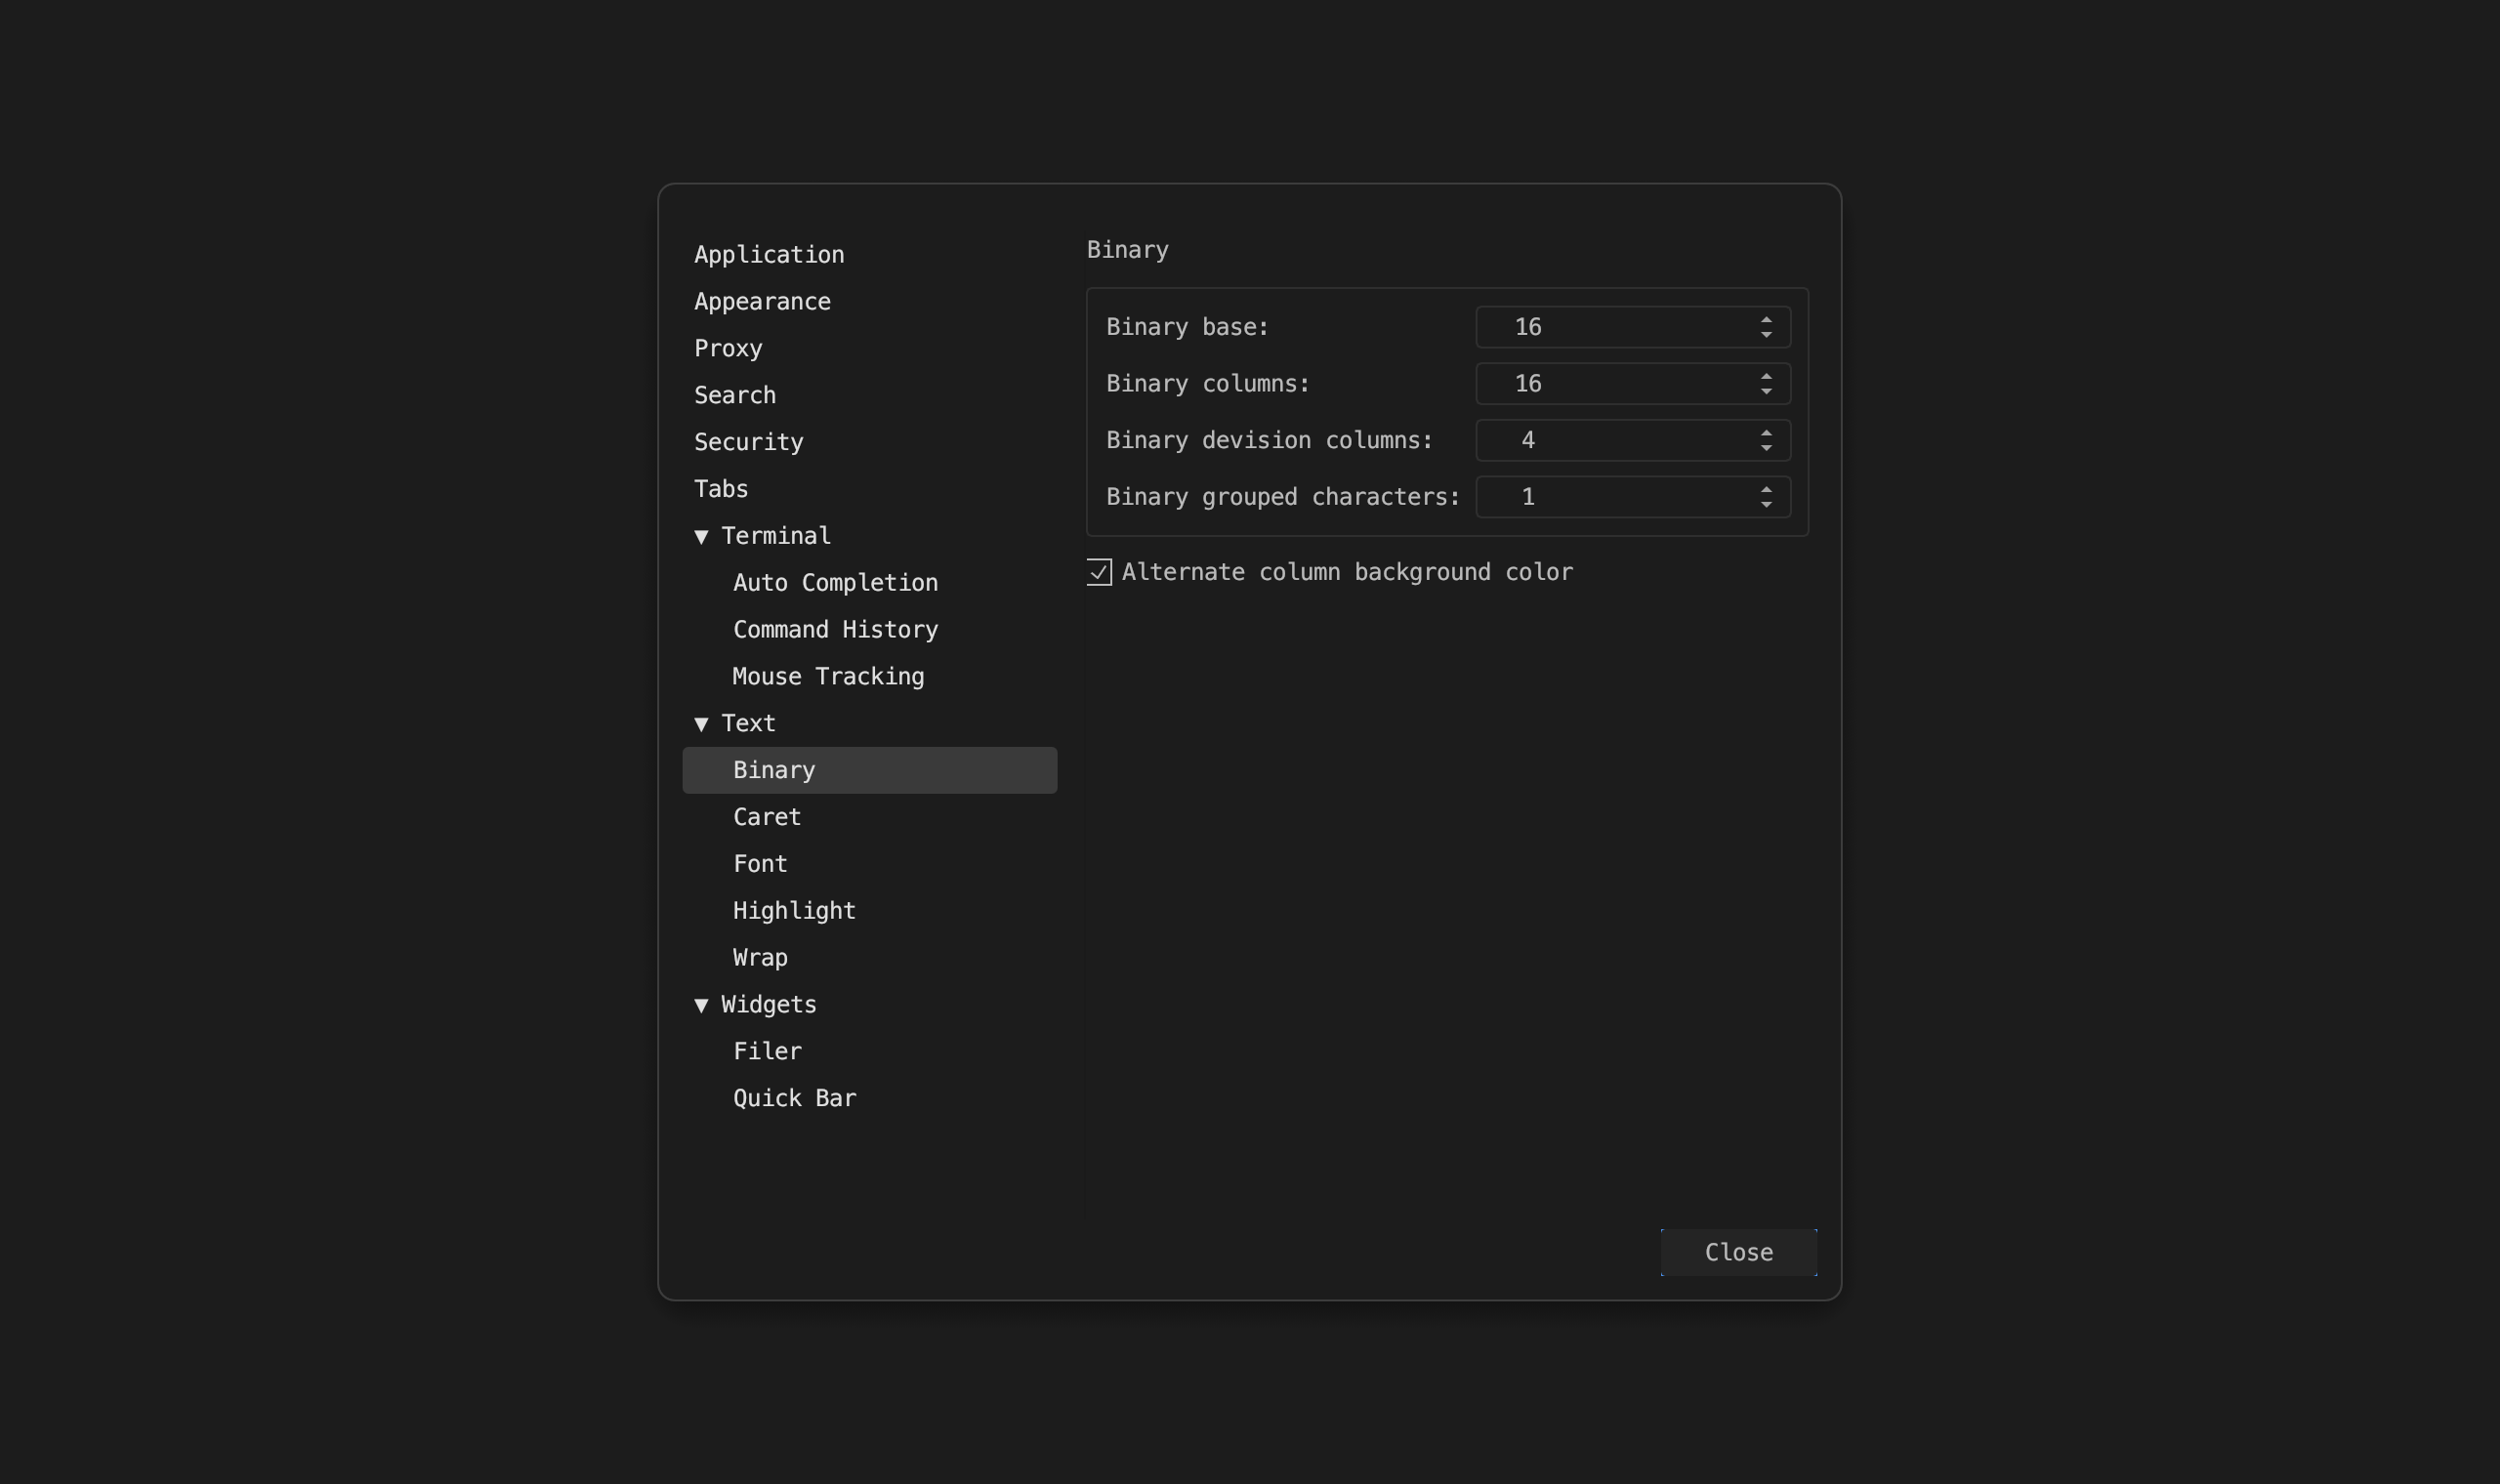 Application
Appearance
Proxy
Search
Security
Tabs
▼ Terminal
Auto Completion
Command History
Mouse Tracking
▼ Text
Binary
Caret
Font
Highlight
Wrap
▼ Widgets
Filer
Quick Bar
Binary
Binary base: 16
Binary columns: 16
Binary devision columns: 4
Binary grouped characters: 1
Alternate column background color
Close